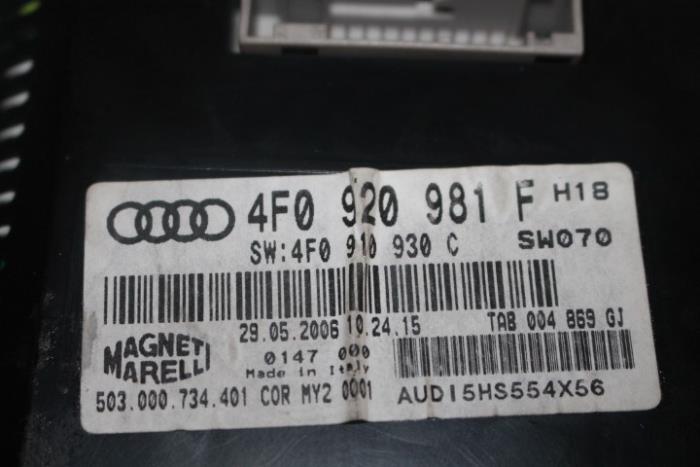 4F0 920 981 F H18
SW:4F0 910 930 C SW070
29.05.2006 10.24.15 TAB 004 869 GJ
MAGNETI
MARELLI
0147 000
Made in Italy
503.000.734.401 COR MY2 0001 AUDI5HS554X56